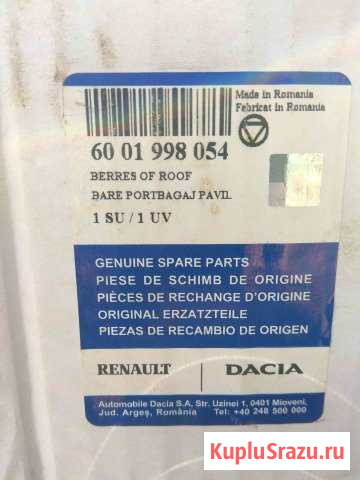 Made in Romania
Fabricat in Romania
60 01 998 054
BERRES OF ROOF
BARE PORTBAGAJ PAVIL
1 SU / 1 UV
GENUINE SPARE PARTS
PIESE DE SCHIMB DE ORIGINE
PIÈCES DE RECHANGE D'ORIGINE
ORIGINAL ERZATZTEILE
PIEZAS DE RECAMBIO DE ORIGEN
RENAULT DACIA
Automobile Dacia S.A, Str. Uzinei 1, 0401 Mioveni,
Jud. Argeş, România Tel: +40 248 500 000
KupluSrazu.ru